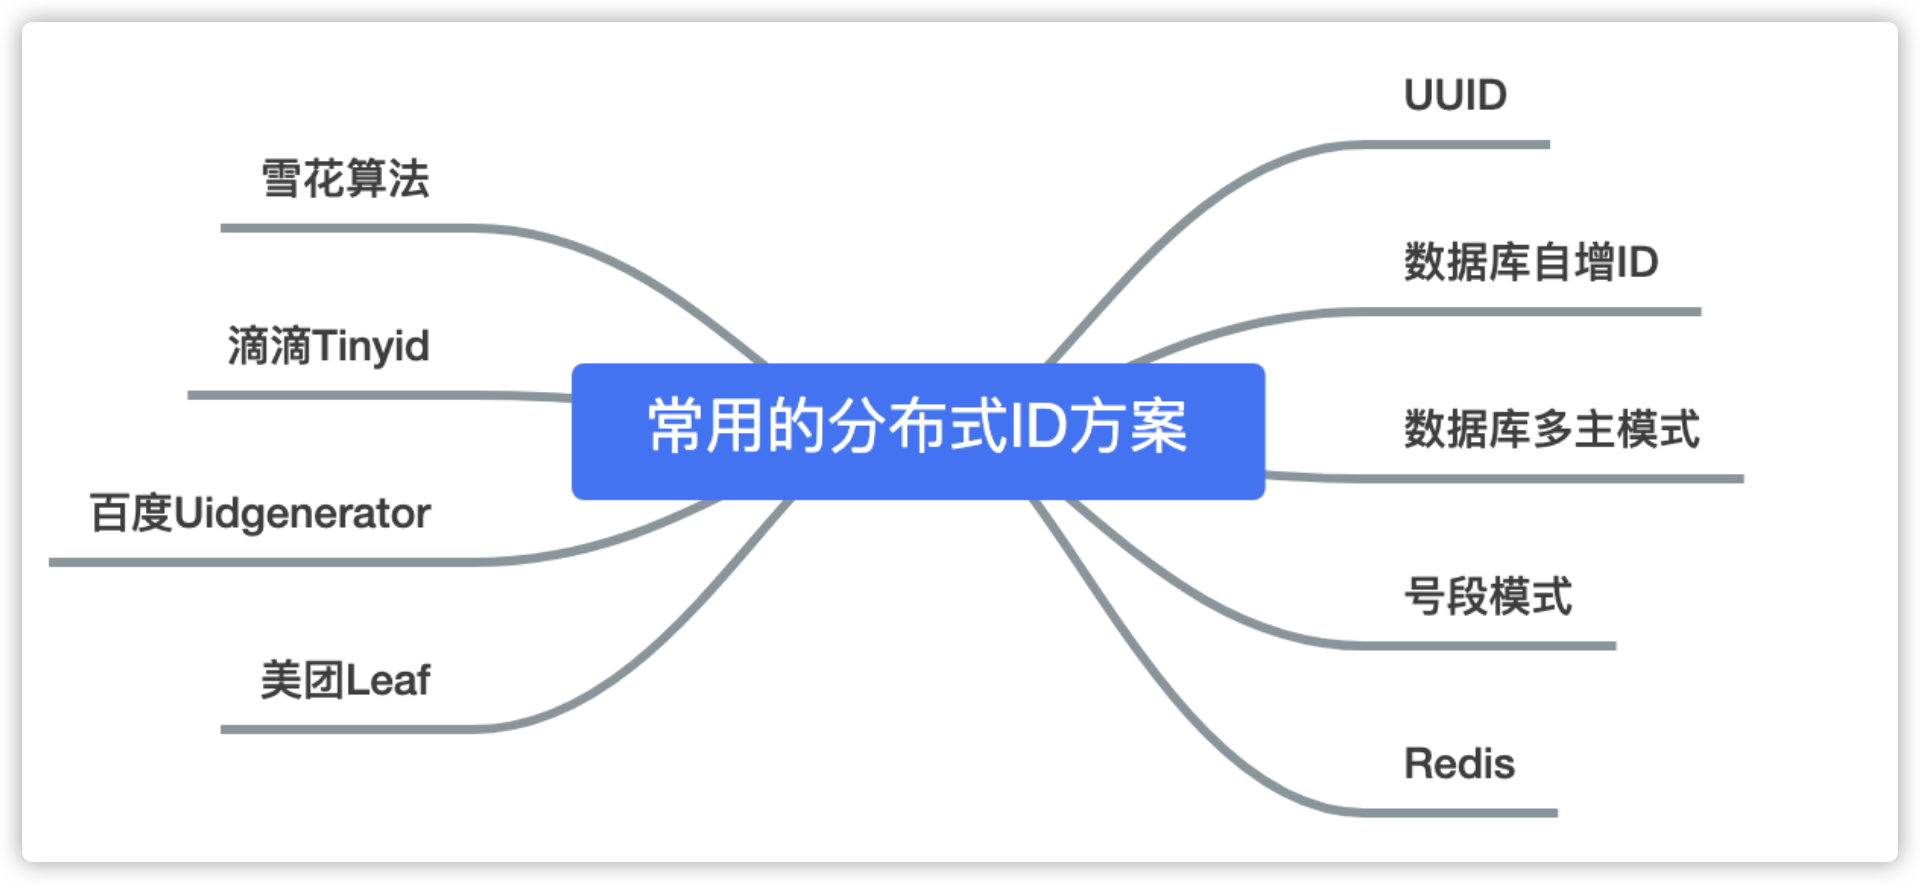 常用的分布式ID方案
UUID
数据库自增ID
数据库多主模式
号段模式
Redis
雪花算法
滴滴Tinyid
百度Uidgenerator
美团Leaf